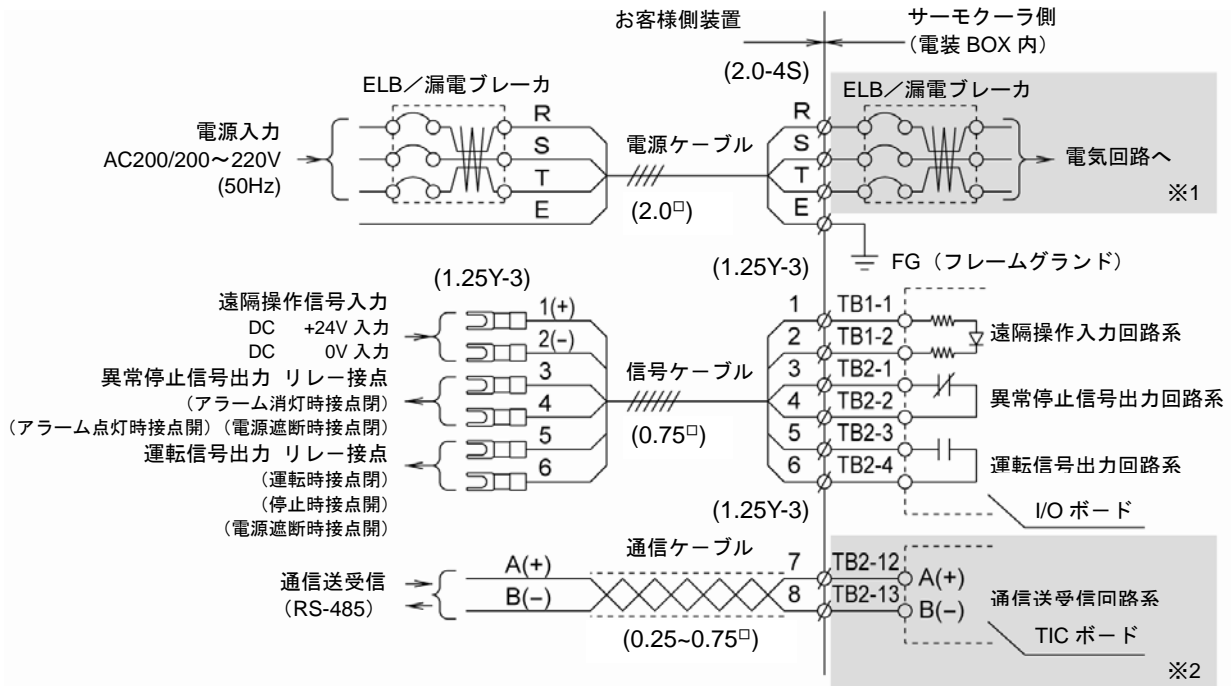 お客様側装置
サーモクーラ側
(電装 BOX 内)
(2.0-4S)
ELB／漏電ブレーカ
ELB／漏電ブレーカ
電源入力
AC200/200～220V
(50Hz)
R
S
T
E
電源ケーブル
(2.0□)
R
S
T
E
電気回路へ
※1
FG（フレームグランド）
(1.25Y-3)
(1.25Y-3)
遠隔操作信号入力
DC +24V 入力
DC 0V 入力
異常停止信号出力 リレー接点
(アラーム消灯時接点閉)
(アラーム点灯時接点開) (電源遮断時接点閉)
運転信号出力 リレー接点
(運転時接点閉)
(停止時接点開)
(電源遮断時接点開)
1(+)
2(−)
3
4
5
6
信号ケーブル
(0.75□)
1 TB1-1
2 TB1-2
3 TB2-1
4 TB2-2
5 TB2-3
6 TB2-4
遠隔操作入力回路系
異常停止信号出力回路系
運転信号出力回路系
I/O ボード
(1.25Y-3)
通信送受信
（RS-485）
A(+)
B(−)
通信ケーブル
(0.25~0.75□)
7 TB2-12 A(+)
8 TB2-13 B(−)
通信送受信回路系
TIC ボード
※2